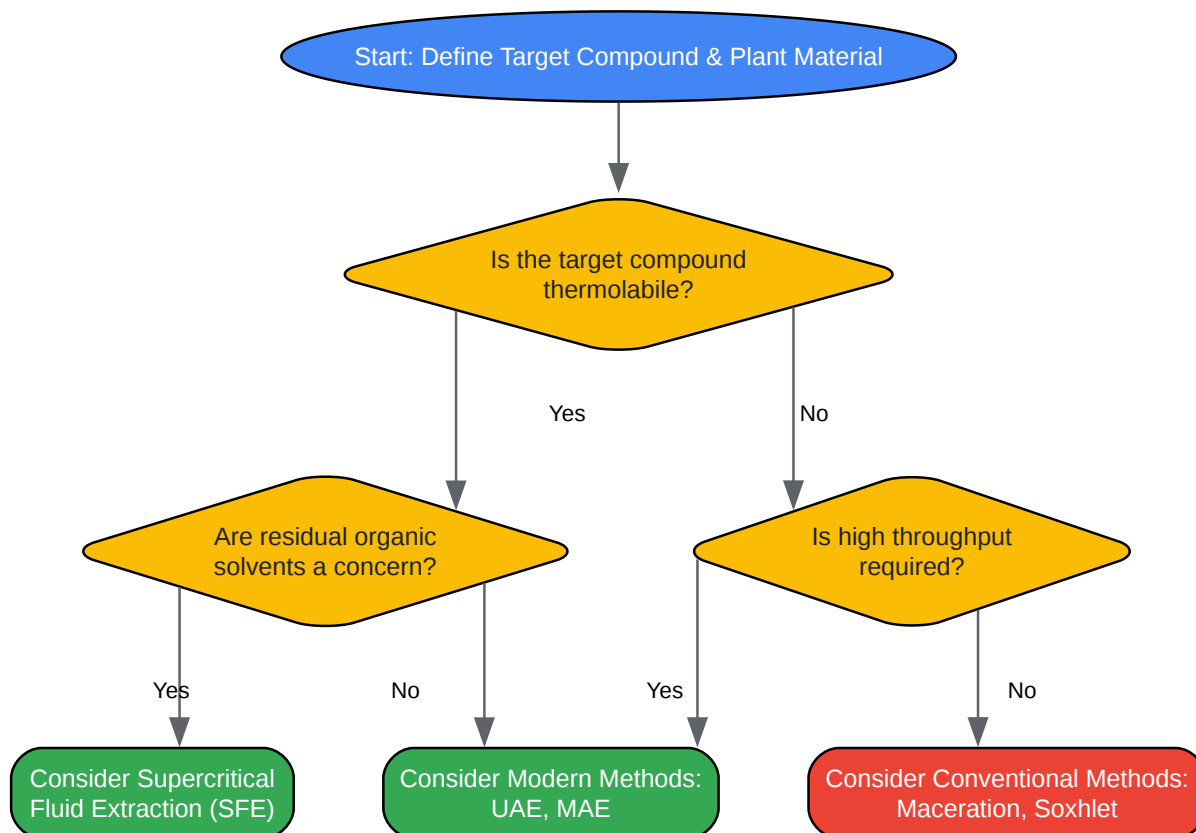 Start: Define Target Compound & Plant Material
Is the target compound
thermolabile?
Yes
No
Are residual organic
solvents a concern?
Is high throughput
required?
Yes
No
Yes
No
Consider Supercritical
Fluid Extraction (SFE)
Consider Modern Methods:
UAE, MAE
Consider Conventional Methods:
Maceration, Soxhlet